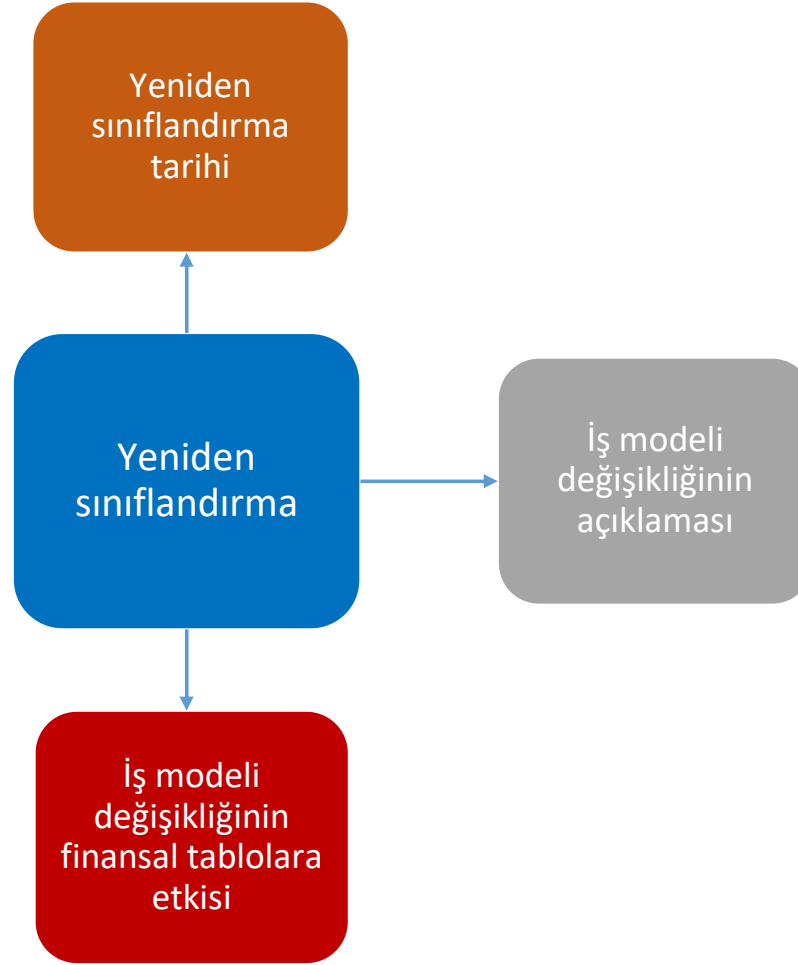 Yeniden
sınıflandırma
tarihi
Yeniden
sınıflandırma
İş modeli
değişikliğinin
açıklaması
İş modeli
değişikliğinin
finansal tablolara
etkisi